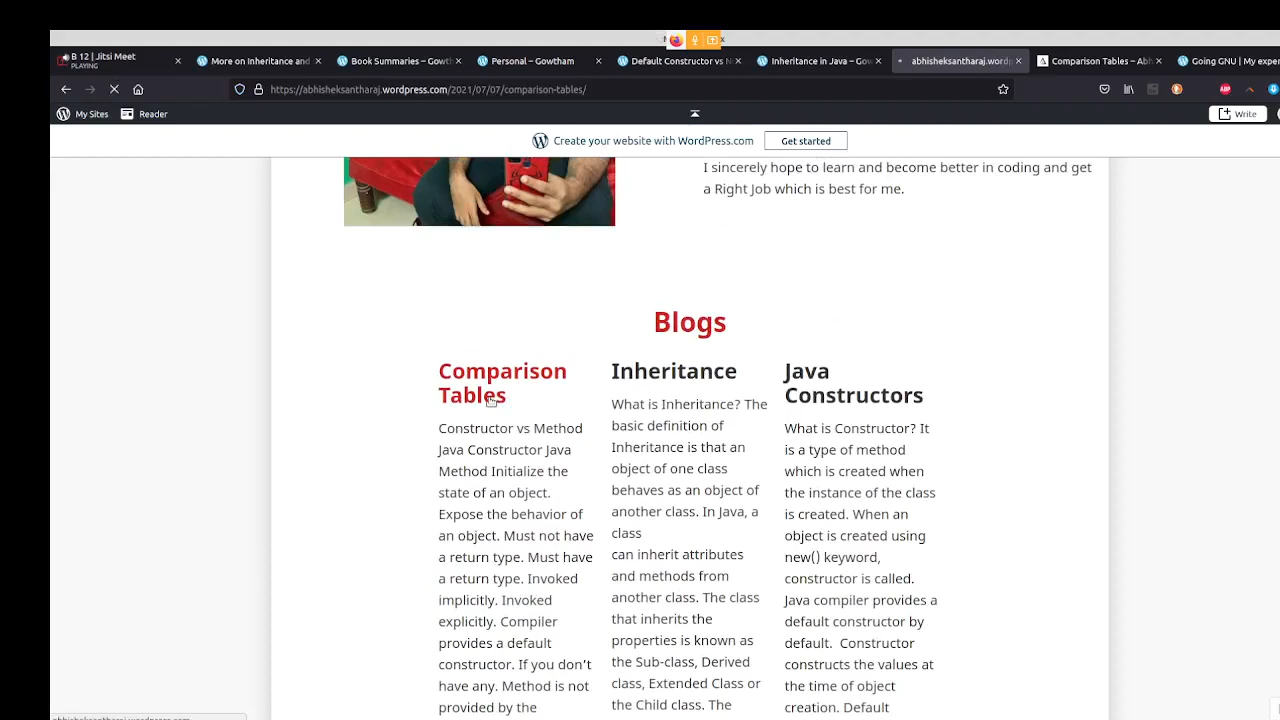 B 12 | Jitsi Meet
PLAYING
More on Inheritance and
Book Summaries – Gowth
Personal – Gowtham
Default Constructor vs N
Inheritance in Java – Gow
abhisheksantharaj.wordp
Comparison Tables – Abh
Going GNU | My exper
https://abhisheksantharaj.wordpress.com/2021/07/07/comparison-tables/
ABP
My Sites
Reader
Write
Create your website with WordPress.com
Get started
I sincerely hope to learn and become better in coding and get
a Right Job which is best for me.
Blogs
Comparison
Tables
Constructor vs Method
Java Constructor Java
Method Initialize the
state of an object.
Expose the behavior of
an object. Must not have
a return type. Must have
a return type. Invoked
implicitly. Invoked
explicitly. Compiler
provides a default
constructor. If you don’t
have any. Method is not
provided by the
Inheritance
What is Inheritance? The
basic definition of
Inheritance is that an
object of one class
behaves as an object of
another class. In Java, a
class
can inherit attributes
and methods from
another class. The class
that inherits the
properties is known as
the Sub-class, Derived
class, Extended Class or
the Child class. The
Java
Constructors
What is Constructor? It
is a type of method
which is created when
the instance of the class
is created. When an
object is created using
new() keyword,
constructor is called.
Java compiler provides a
default constructor by
default.  Constructor
constructs the values at
the time of object
creation. Default